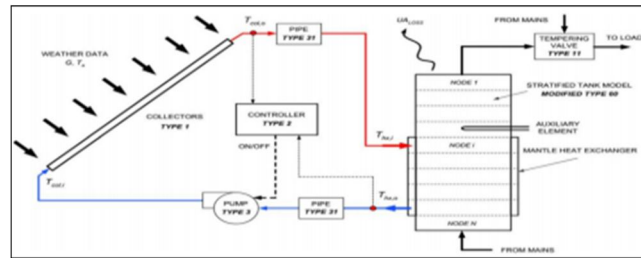 FROM MAINS
T_col,o
PIPE
TYPE 31
UA_LOSS
TEMPERING
VALVE
TYPE 11
TO LOAD
WEATHER DATA
G, T_a
NODE 1
STRATIFIED TANK MODEL
MODIFIED TYPE 60
COLLECTORS
TYPE 1
CONTROLLER
TYPE 2
AUXILIARY
ELEMENT
T_hx,i
NODE i
ON/OFF
MANTLE HEAT EXCHANGER
T_col,i
PUMP
TYPE 3
PIPE
TYPE 31
T_hx,o
NODE N
FROM MAINS